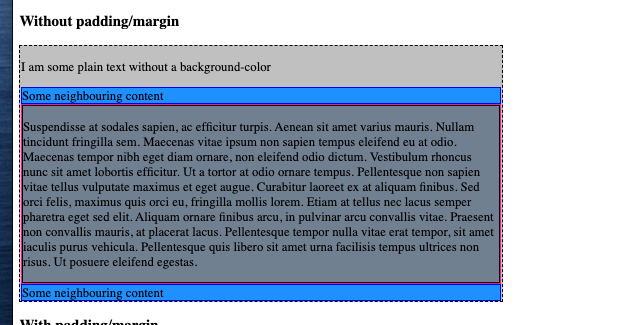 Without padding/margin
I am some plain text without a background-color
Some neighbouring content
Suspendisse at sodales sapien, ac efficitur turpis. Aenean sit amet varius mauris. Nullam
tincidunt fringilla sem. Maecenas vitae ipsum non sapien tempus eleifend eu at odio.
Maecenas tempor nibh eget diam ornare, non eleifend odio dictum. Vestibulum rhoncus
nunc sit amet lobortis efficitur. Ut a tortor at odio ornare tempus. Pellentesque non sapien
vitae tellus vulputate maximus et eget augue. Curabitur laoreet ex at aliquam finibus. Sed
orci felis, maximus quis orci eu, fringilla mollis lorem. Etiam at tellus nec lacus semper
pharetra eget sed elit. Aliquam ornare finibus arcu, in pulvinar arcu convallis vitae. Praesent
non convallis mauris, at placerat lacus. Pellentesque tempor nulla vitae erat tempor, sit amet
iaculis purus vehicula. Pellentesque quis libero sit amet urna facilisis tempus ultrices non
risus. Ut posuere eleifend egestas.
Some neighbouring content
With padding/margin